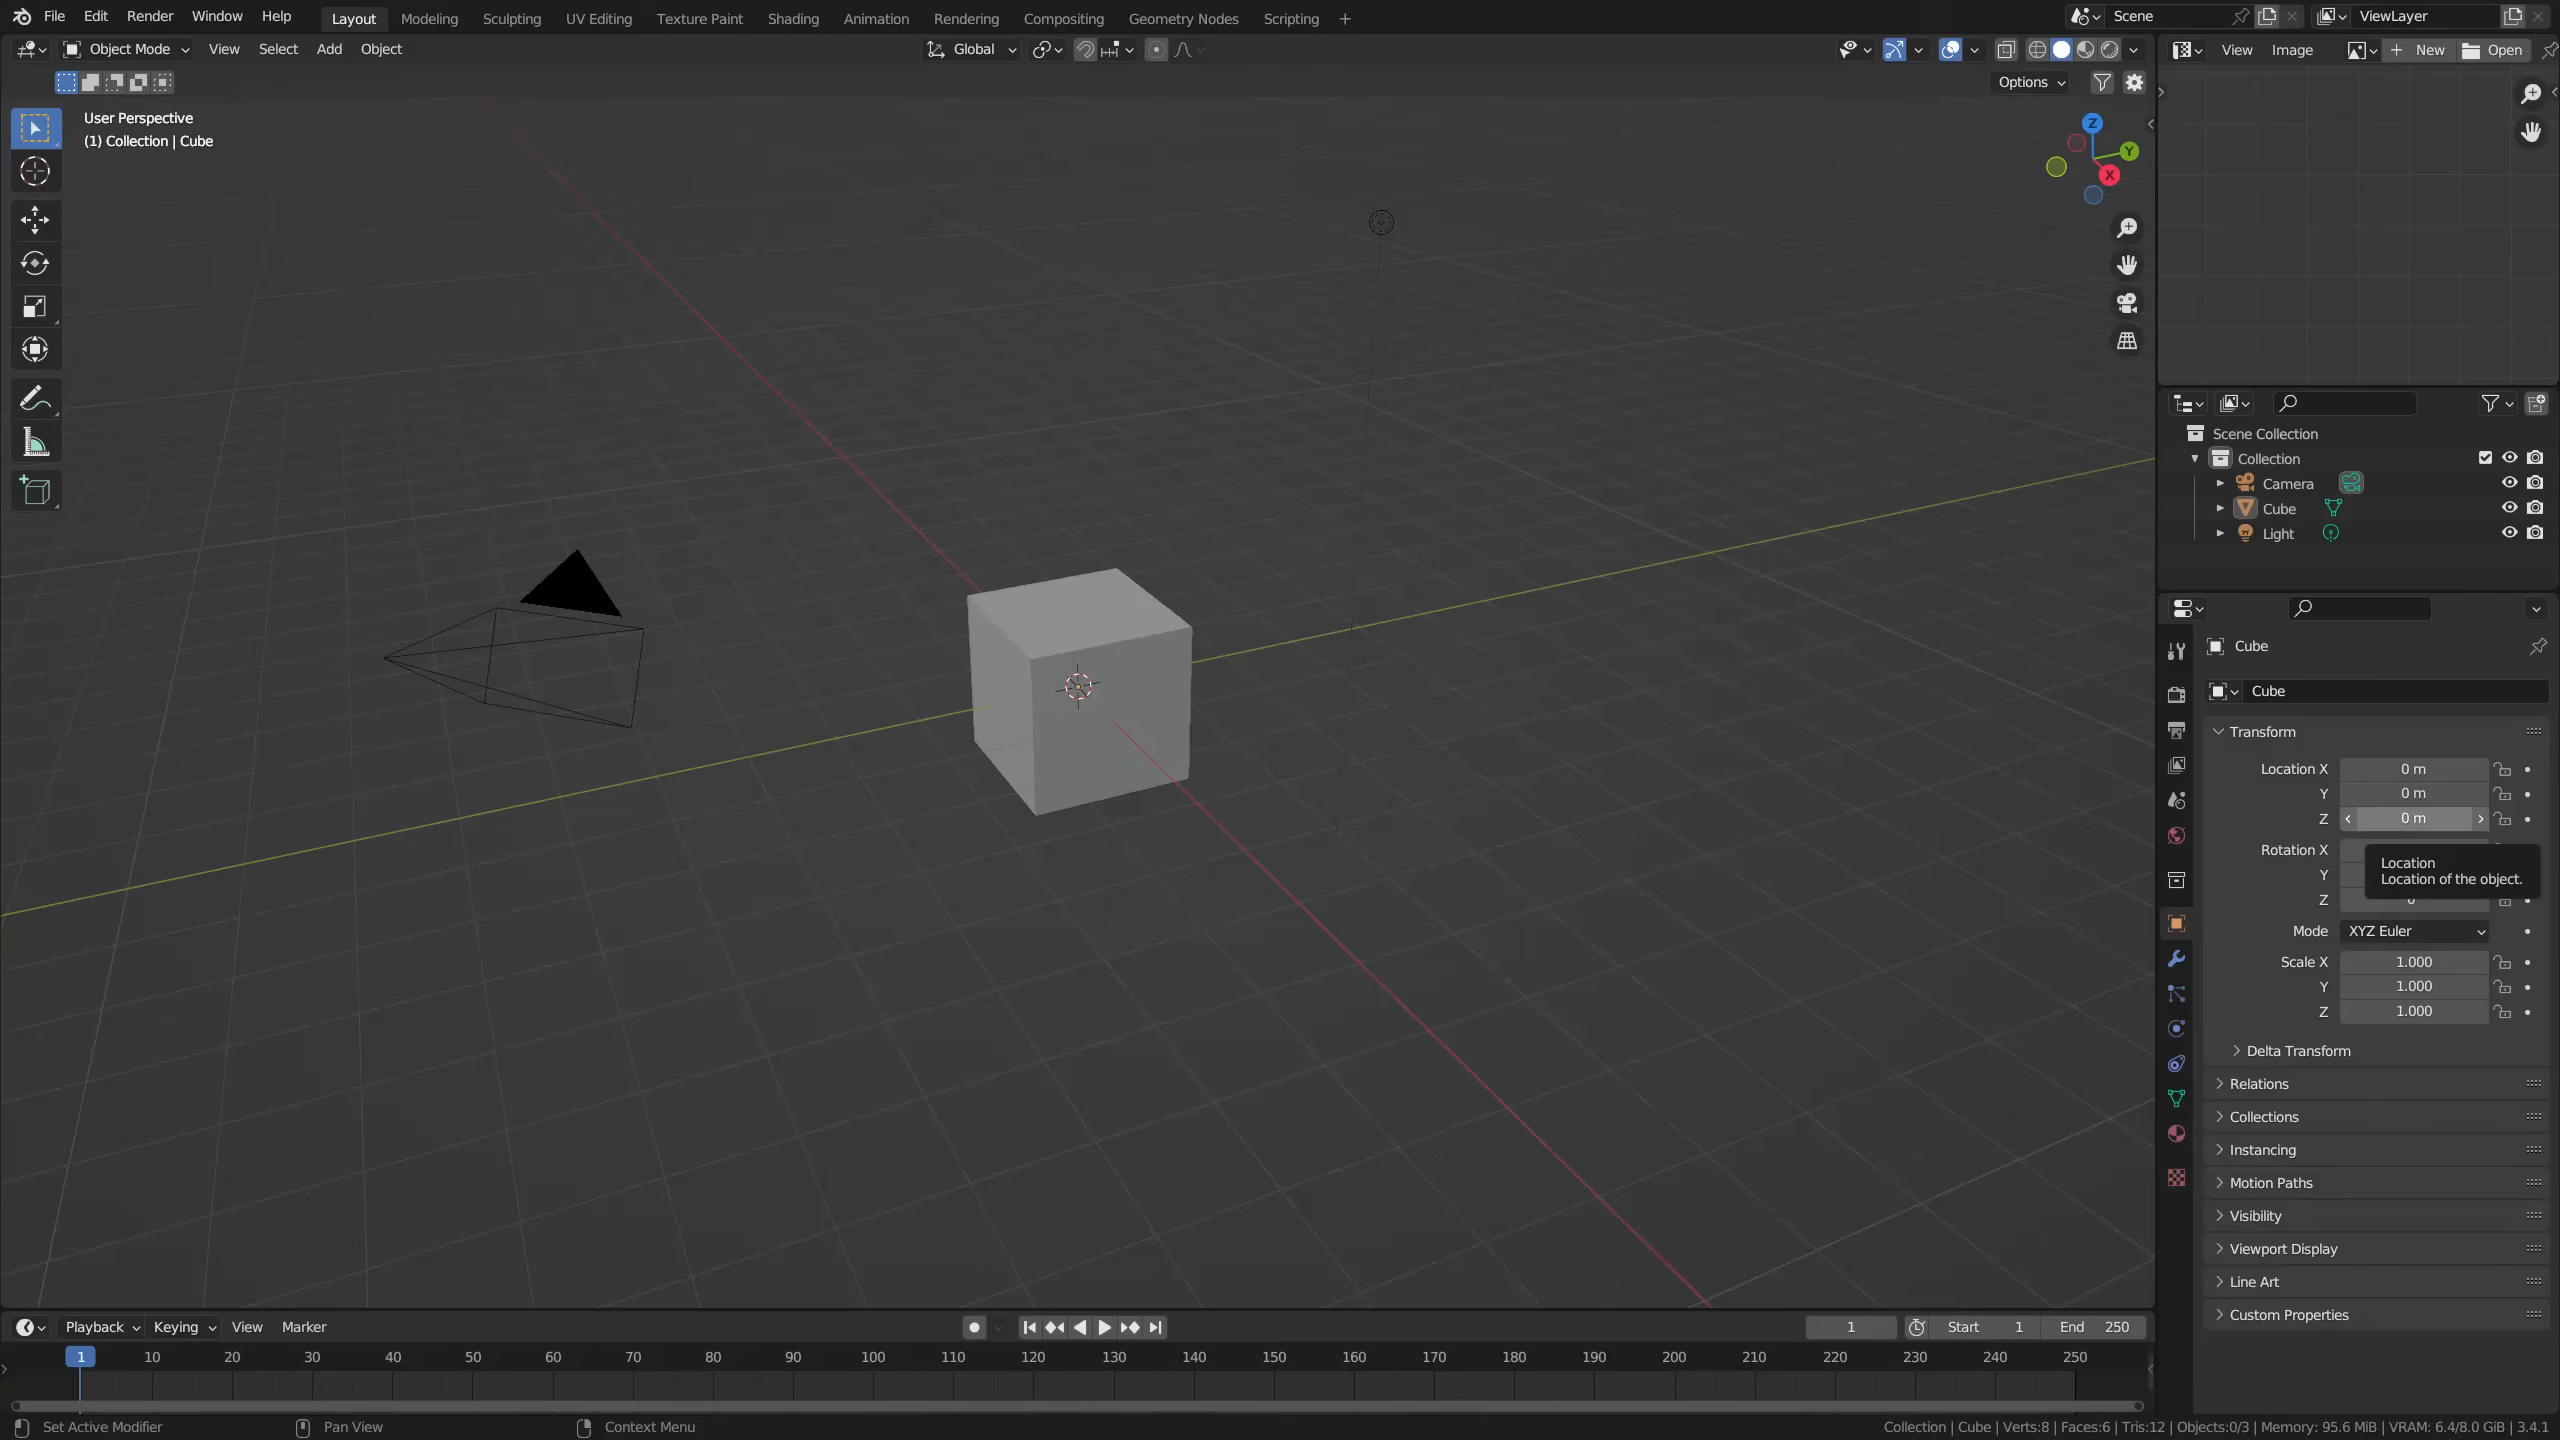 File Edit Render Window Help
Layout Modeling Sculpting UV Editing Texture Paint Shading Animation Rendering Compositing Geometry Nodes Scripting +
Scene
ViewLayer
Object Mode View Select Add Object
Global
View Image
New
Open
Options
User Perspective
(1) Collection | Cube
Z
Y
X
Scene Collection
Collection
Camera
Cube
Light
Cube
Cube
Transform
Location X 0 m
Y 0 m
Z 0 m
Rotation X
Y
Z 0
Location
Location of the object.
Mode XYZ Euler
Scale X 1.000
Y 1.000
Z 1.000
Delta Transform
Relations
Collections
Instancing
Motion Paths
Visibility
Viewport Display
Line Art
Custom Properties
Playback Keying View Marker
1
Start 1
End 250
1 10 20 30 40 50 60 70 80 90 100 110 120 130 140 150 160 170 180 190 200 210 220 230 240 250
Set Active Modifier
Pan View
Context Menu
Collection | Cube | Verts:8 | Faces:6 | Tris:12 | Objects:0/3 | Memory: 95.6 MiB | VRAM: 6.4/8.0 GiB | 3.4.1